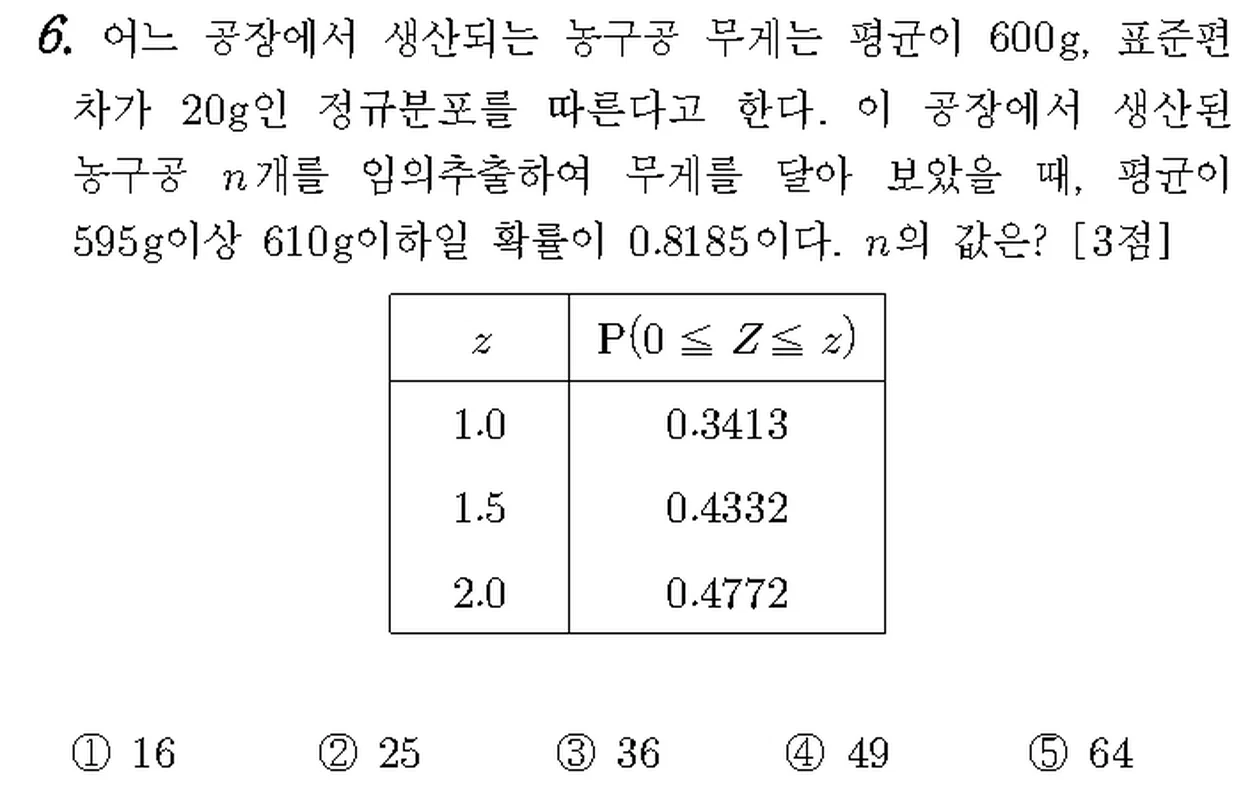 6. 어느 공장에서 생산되는 농구공 무게는 평균이 600g, 표준편
차가 20g인 정규분포를 따른다고 한다. 이 공장에서 생산된
농구공 n개를 임의추출하여 무게를 달아 보았을 때, 평균이
595g이상 610g이하일 확률이 0.8185이다. n의 값은? [3점]
z P(0 ≦ Z ≦ z)
1.0 0.3413
1.5 0.4332
2.0 0.4772
① 16 ② 25 ③ 36 ④ 49 ⑤ 64